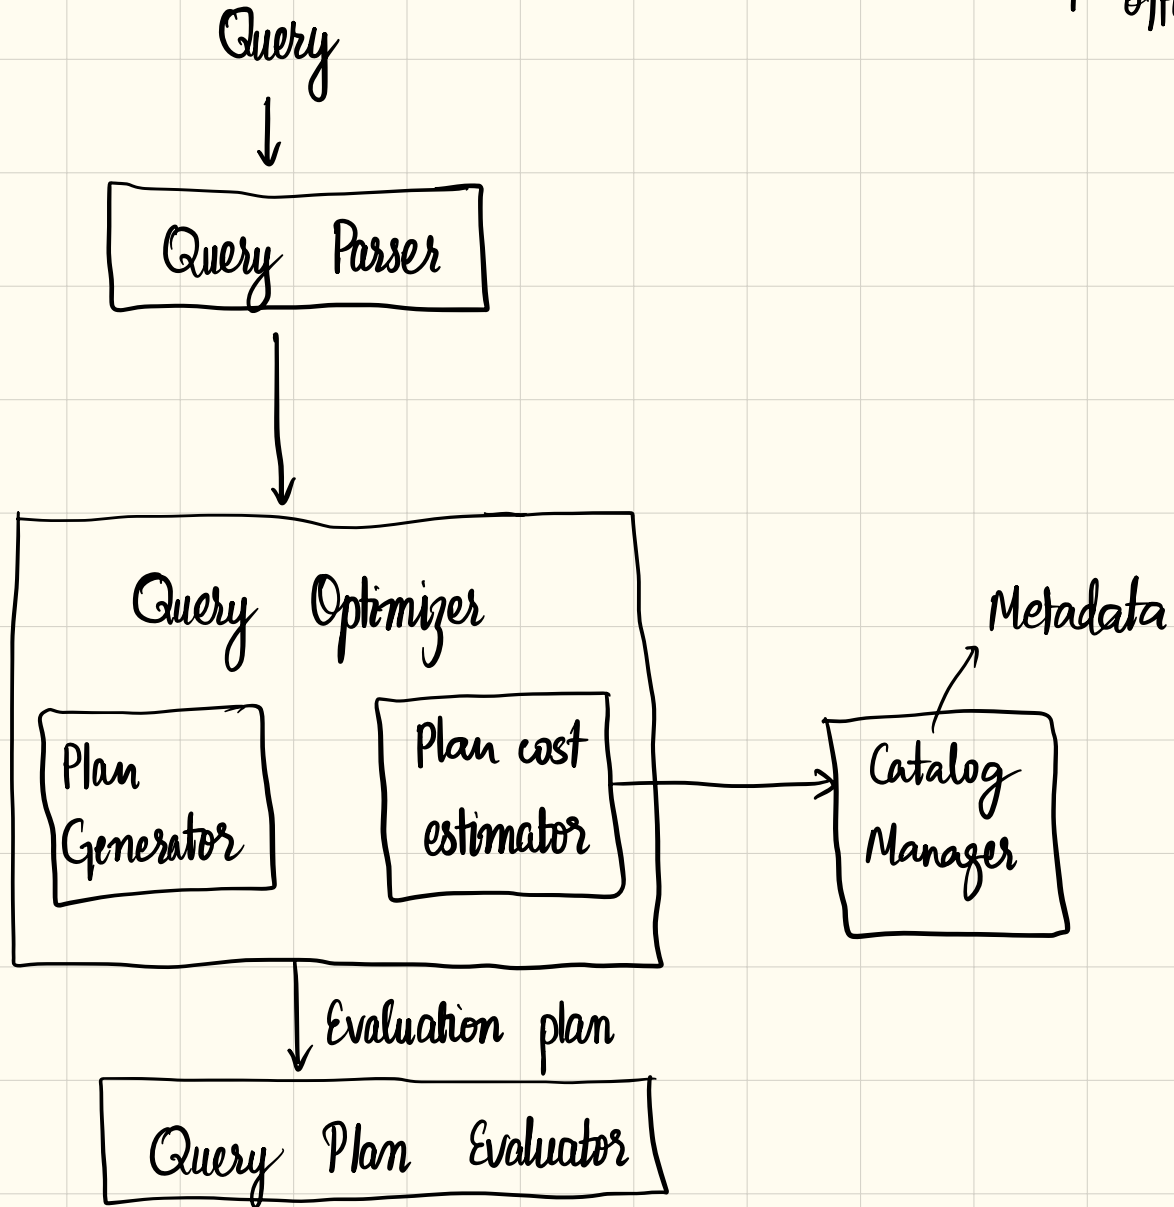 Query
Query Parser
Query Optimizer
Metadata
Plan
Generator
Plan cost
estimator
Catalog
Manager
Evaluation plan
Query Plan Evaluator